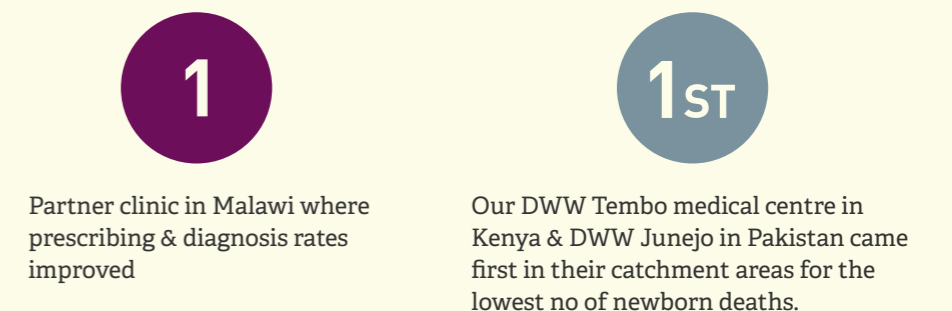 1
Partner clinic in Malawi where
prescribing & diagnosis rates
improved
1ST
Our DWW Tembo medical centre in
Kenya & DWW Junejo in Pakistan came
first in their catchment areas for the
lowest no of newborn deaths.